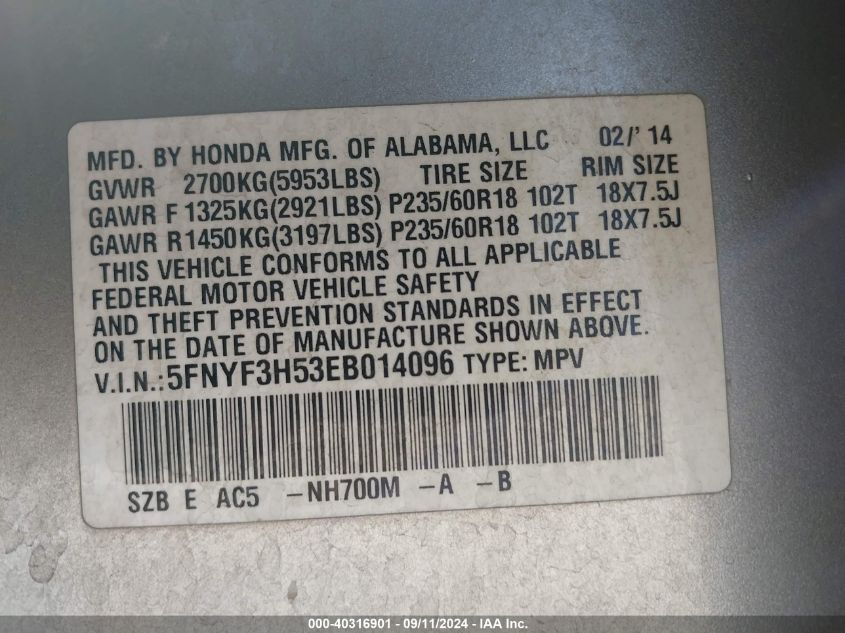 MFD. BY HONDA MFG. OF ALABAMA, LLC 02/'14
GVWR 2700KG(5953LBS) TIRE SIZE RIM SIZE
GAWR F 1325KG(2921LBS) P235/60R18 102T 18X7.5J
GAWR R1450KG(3197LBS) P235/60R18 102T 18X7.5J
THIS VEHICLE CONFORMS TO ALL APPLICABLE
FEDERAL MOTOR VEHICLE SAFETY
AND THEFT PREVENTION STANDARDS IN EFFECT
ON THE DATE OF MANUFACTURE SHOWN ABOVE.
V.I.N.:5FNYF3H53EB014096 TYPE: MPV
SZB E AC5 -NH700M -A -B
000-40316901 - 09/11/2024 - IAA Inc.